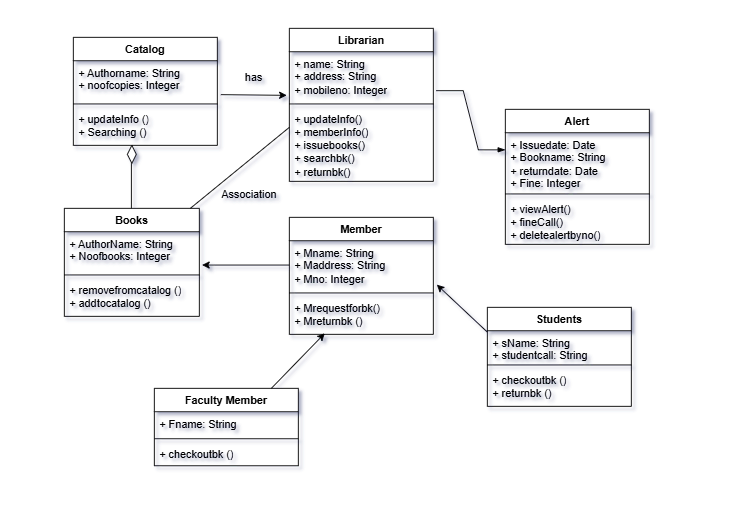 Catalog
+ Authorname: String
+ noofcopies: Integer
+ updateInfo ()
+ Searching ()
has
Librarian
+ name: String
+ address: String
+ mobileno: Integer
+ updateInfo()
+ memberInfo()
+ issuebooks()
+ searchbk()
+ returnbk()
Alert
+ Issuedate: Date
+ Bookname: String
+ returndate: Date
+ Fine: Integer
+ viewAlert()
+ fineCall()
+ deletealertbyno()
Association
Books
+ AuthorName: String
+ Noofbooks: Integer
+ removefromcatalog ()
+ addtocatalog ()
Member
+ Mname: String
+ Maddress: String
+ Mno: Integer
+ Mrequestforbk()
+ Mreturnbk ()
Students
+ sName: String
+ studentcall: String
+ checkoutbk ()
+ returnbk ()
Faculty Member
+ Fname: String
+ checkoutbk ()